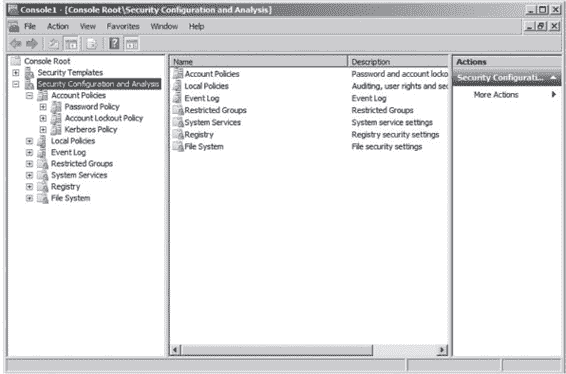 Console1 - [Console Root\Security Configuration and Analysis]
File Action View Favorites Window Help
Console Root
Security Templates
Security Configuration and Analysis
Account Policies
Password Policy
Account Lockout Policy
Kerberos Policy
Local Policies
Event Log
Restricted Groups
System Services
Registry
File System
Name Description
Account Policies Password and account locko
Local Policies Auditing, user rights and sec
Event Log Event Log
Restricted Groups Restricted Groups
System Services System service settings
Registry Registry security settings
File System File security settings
Actions
Security Configurati...
More Actions